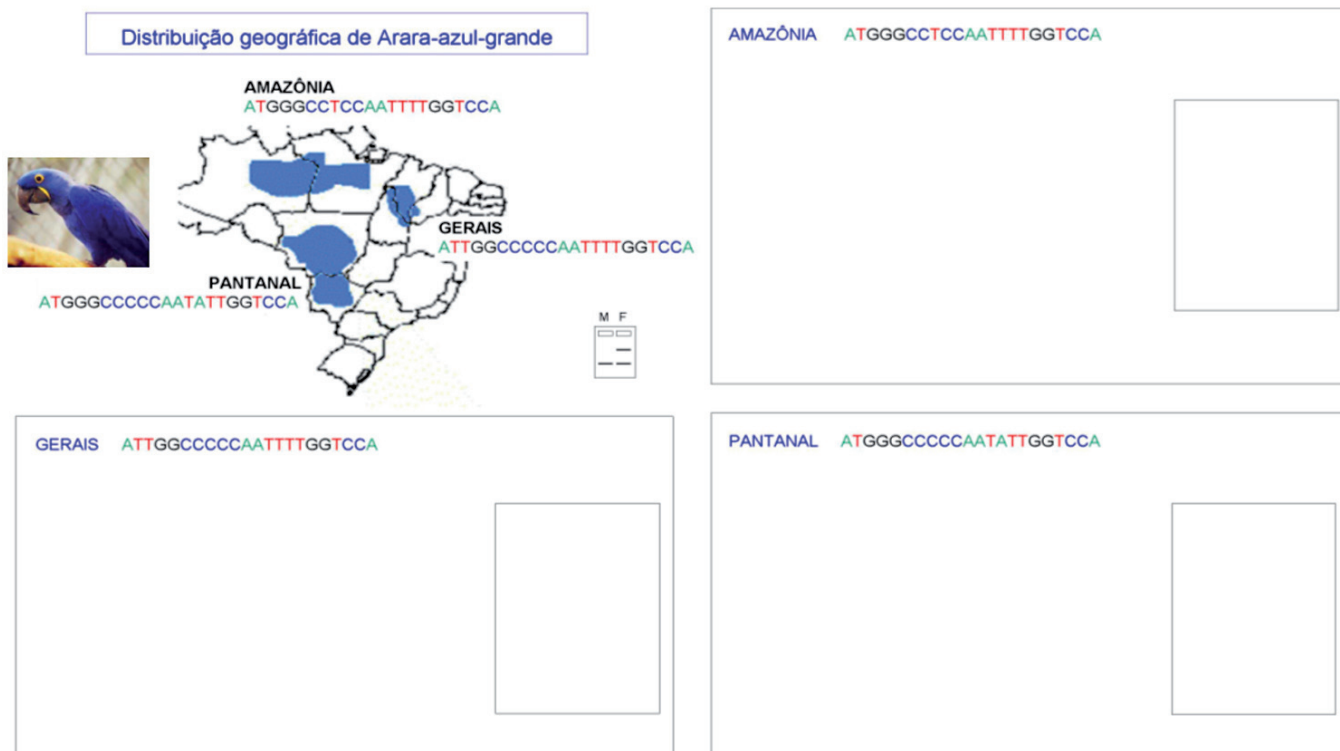 Distribuição geográfica de Arara-azul-grande
AMAZÔNIA
ATGGGCCTCCAATTTTGGTCCA
GERAIS
ATTGGCCCCCAATTTTGGTCCA
PANTANAL
ATGGGCCCCCAATATTGGTCCA
M F
AMAZÔNIA ATGGGCCTCCAATTTTGGTCCA
GERAIS ATTGGCCCCCAATTTTGGTCCA
PANTANAL ATGGGCCCCCAATATTGGTCCA